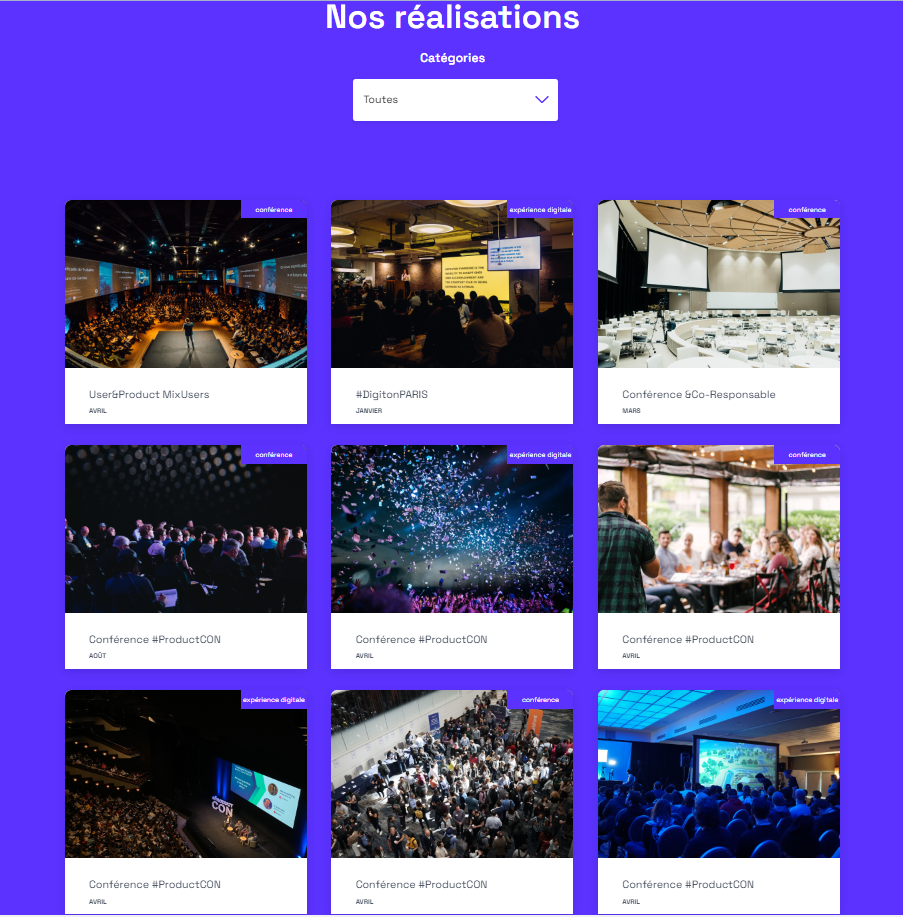 Nos réalisations
Catégories
Toutes
conférence
expérience digitale
conférence
User&Product MixUsers
AVRIL
#DigitonPARIS
JANVIER
Conférence &Co-Responsable
MARS
conférence
expérience digitale
conférence
Conférence #ProductCON
AOÛT
Conférence #ProductCON
AVRIL
Conférence #ProductCON
AVRIL
expérience digitale
conférence
expérience digitale
CON
Conférence #ProductCON
AVRIL
Conférence #ProductCON
AVRIL
Conférence #ProductCON
AVRIL